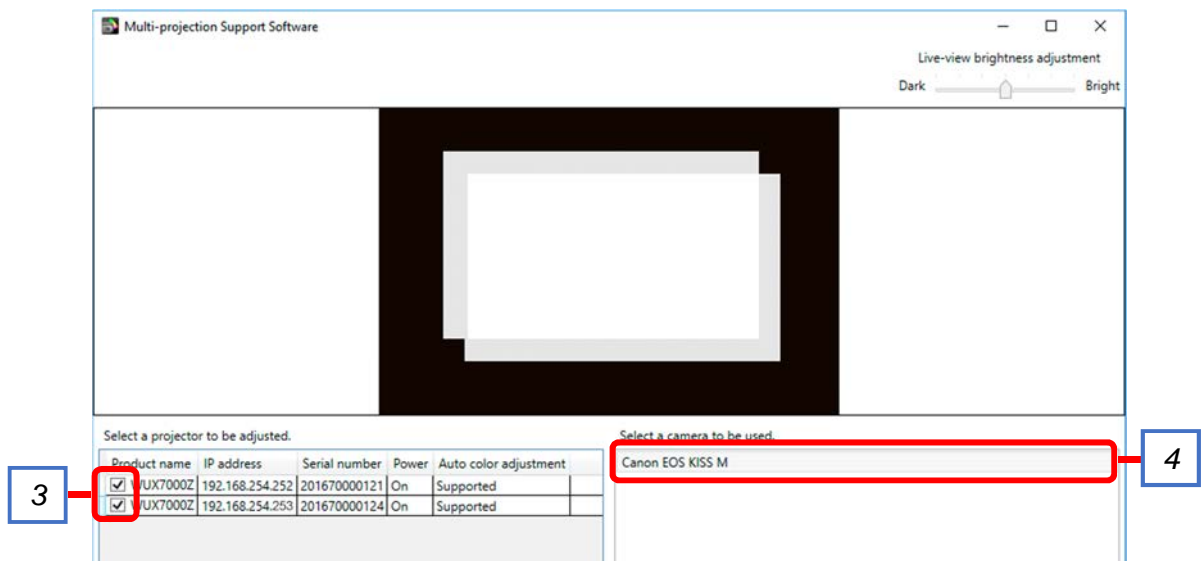 Multi-projection Support Software
Live-view brightness adjustment
Dark Bright
Select a projector to be adjusted.
Product name IP address Serial number Power Auto color adjustment
WUX7000Z 192.168.254.252 201670000121 On Supported
WUX7000Z 192.168.254.253 201670000124 On Supported
3
Select a camera to be used.
Canon EOS KISS M
4